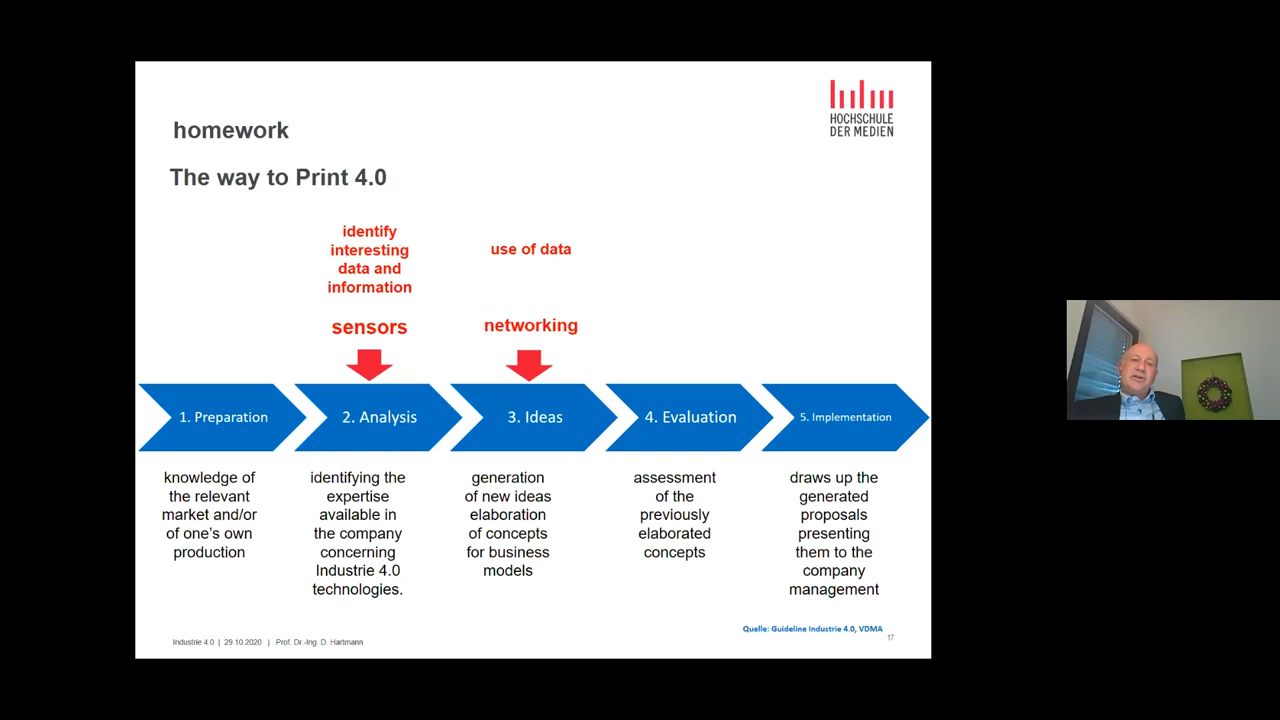 HOCHSCHULE
DER MEDIEN
homework
The way to Print 4.0
identify
interesting
data and
information
sensors
use of data
networking
1. Preparation
2. Analysis
3. Ideas
4. Evaluation
5. Implementation
knowledge of
the relevant
market and/or
of one's own
production
identifying the
expertise
available in
the company
concerning
Industrie 4.0
technologies.
generation
of new ideas
elaboration
of concepts
for business
models
assessment
of the
previously
elaborated
concepts
draws up the
generated
proposals
presenting
them to the
company
management
Quelle: Guideline Industrie 4.0, VDMA
Industrie 4.0 | 29.10.2020 | Prof. Dr.-Ing. D. Hartmann
17